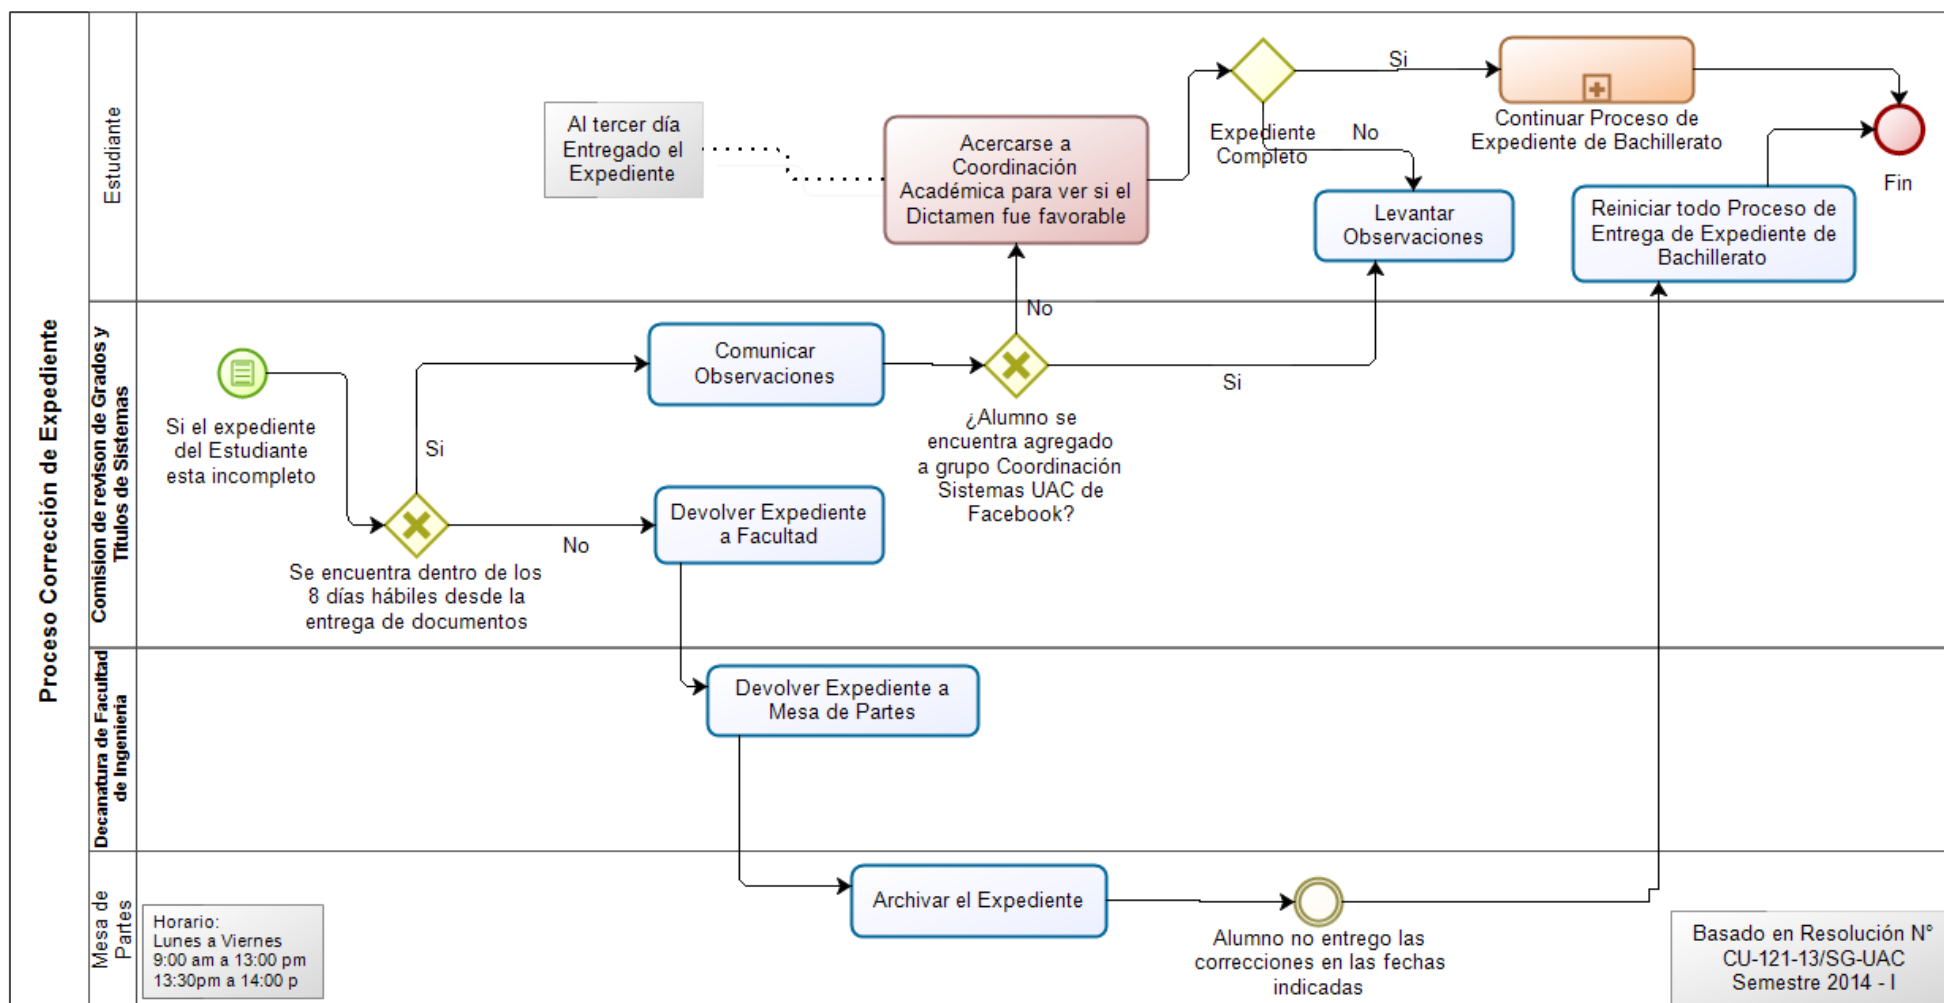 Proceso Corrección de Expediente
Estudiante
Al tercer día
Entregado el
Expediente
Acercarse a
Coordinación
Académica para ver si el
Dictamen fue favorable
Expediente
Completo
Si
No
Continuar Proceso de
Expediente de Bachillerato
Fin
Levantar
Observaciones
Reiniciar todo Proceso de
Entrega de Expediente de
Bachillerato
Comision de revison de Grados y
Titulos de Sistemas
Si el expediente
del Estudiante
esta incompleto
Si
No
Se encuentra dentro de los
8 días hábiles desde la
entrega de documentos
Comunicar
Observaciones
Devolver Expediente
a Facultad
No
Si
¿Alumno se
encuentra agregado
a grupo Coordinación
Sistemas UAC de
Facebook?
Decanatura de Facultad
de Ingenieria
Devolver Expediente a
Mesa de Partes
Mesa de
Partes
Horario:
Lunes a Viernes
9:00 am a 13:00 pm
13:30pm a 14:00 p
Archivar el Expediente
Alumno no entrego las
correcciones en las fechas
indicadas
Basado en Resolución N°
CU-121-13/SG-UAC
Semestre 2014 - I